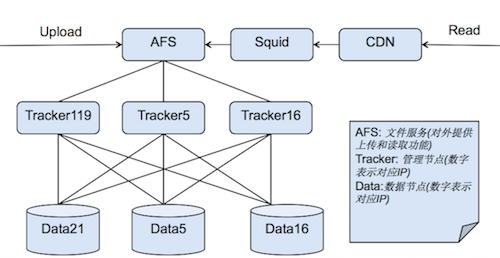 Upload
AFS
Squid
CDN
Read
Tracker119
Tracker5
Tracker16
AFS: 文件服务(对外提供
上传和读取功能)
Tracker: 管理节点(数字
表示对应IP)
Data:数据节点(数字表示
对应IP)
Data21
Data5
Data16